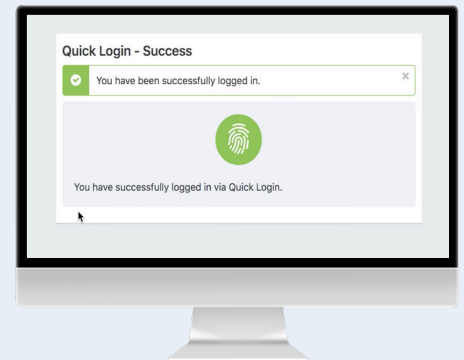 Quick Login - Success
You have been successfully logged in.
You have successfully logged in via Quick Login.